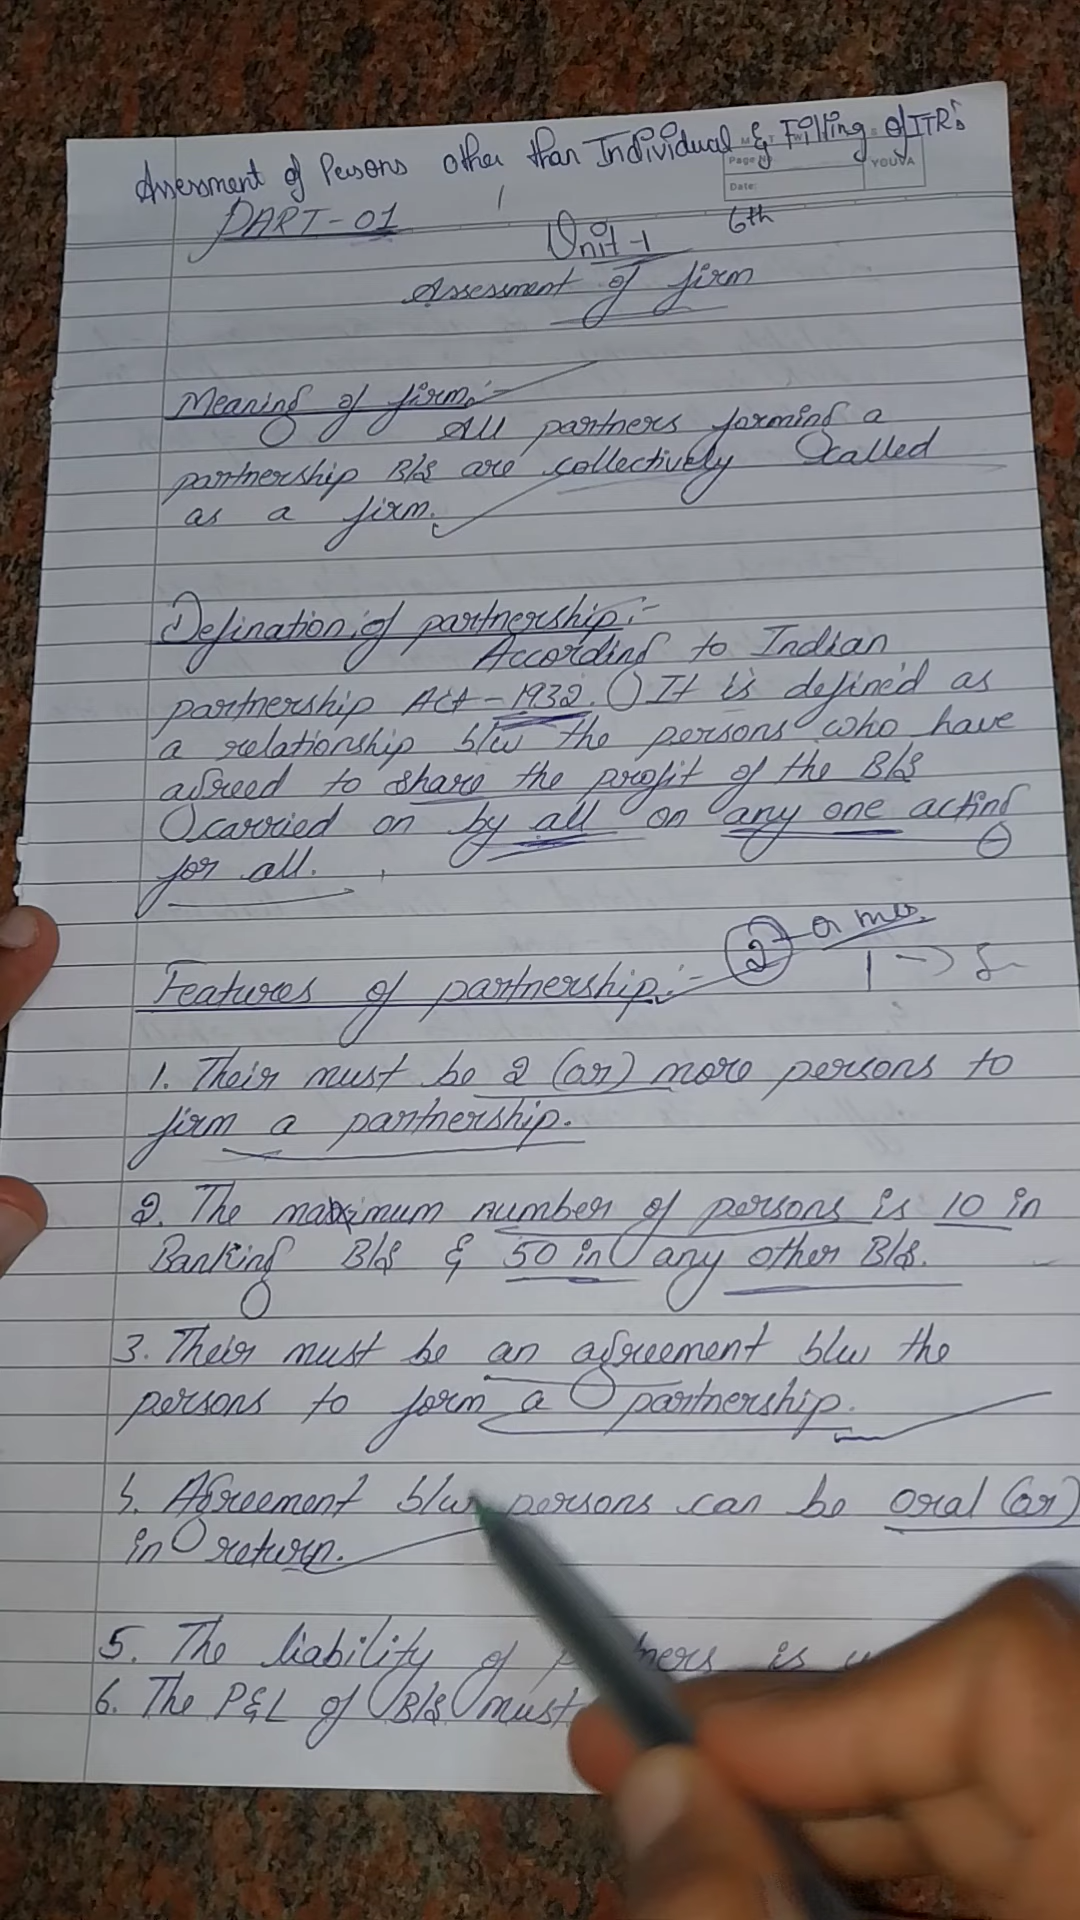 Assessment of Persons other than Individual & Filling of ITR's
Page
YOUVA
Date:
PART-01
6th
Unit-1
Assessment of firm
Meaning of firm:-
All partners forming a
partnership B/S are collectively called
as a firm.
Defination of partnership:-
According to Indian
partnership Act-1932. It is defined as
a relationship b/w the persons who have
agreed to share the profit of the B/S
carried on by all on any one acting
for all.
2 or
Features of partnership:-
1. Their must be 2 (or) more persons to
firm a partnership.
2. The maximum number of persons is 10 in
Banking B/S & 50 in any other B/S.
3. Their must be an agreement b/w the
persons to form a partnership.
4. Agreement b/w persons can be oral (or)
in return.
5. The liability of is
6. The P&L of B/S must